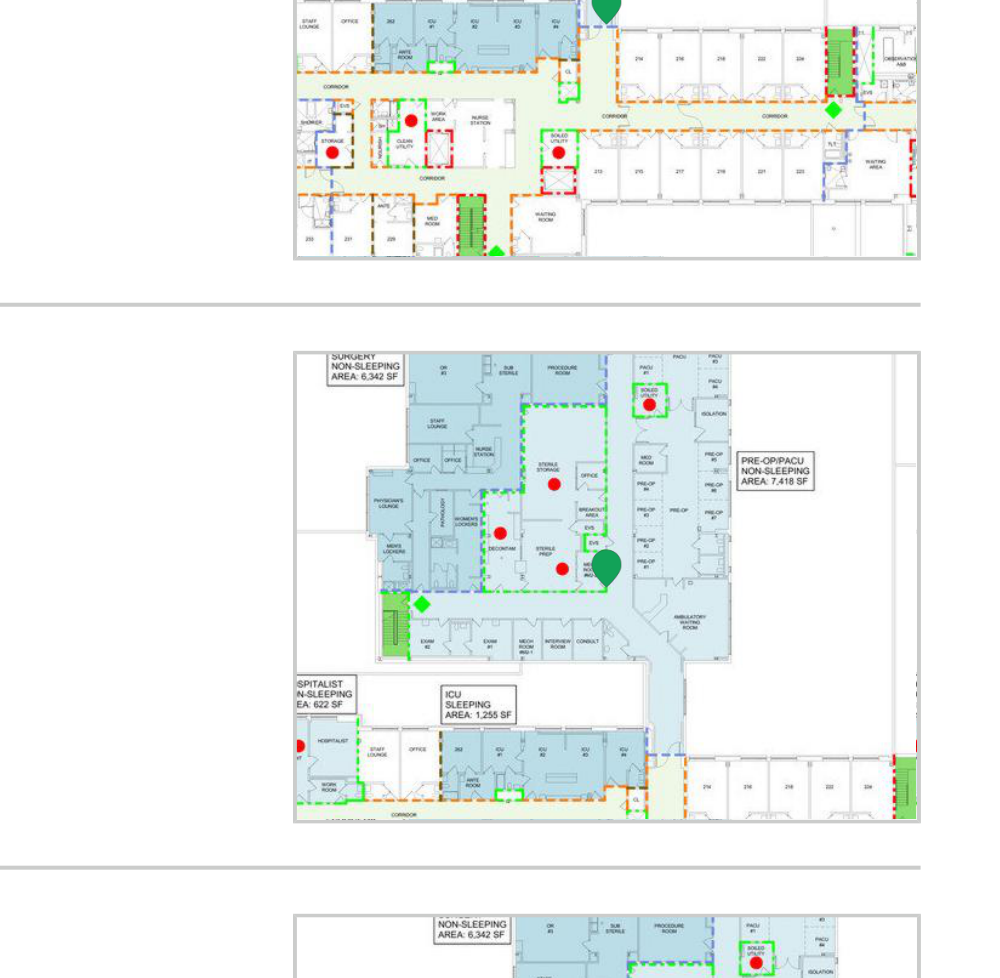 STAFF
LOUNGE
OFFICE
202
ICU
#1
ICU
#2
ICU
#3
ICU
#4
ANTE
ROOM
CL
214
216
218
222
224
OBSERVATION
A&B
EVS
CORRIDOR
EVS
SHOWER
STORAGE
NOURISH
CLEAN
UTILITY
WORK
AREA
NURSE
STATION
SOILED
UTILITY
CORRIDOR
CORRIDOR
TLT
WAITING
AREA
213
215
217
219
221
223
CORRIDOR
233
231
ANTE
229
MED
ROOM
WAITING
ROOM
SURGERY
NON-SLEEPING
AREA: 6,342 SF
OR
#3
SUB
STERILE
PROCEDURE
ROOM
PACU
#1
PACU
PACU
#3
PACU
#4
SOILED
UTILITY
ISOLATION
STAFF
LOUNGE
OFFICE
OFFICE
NURSE
STATION
STERILE
STORAGE
OFFICE
BREAKOUT
AREA
EVS
EVS
MED
ROOM
PRE-OP
#5
PRE-OP
#6
PRE-OP
#7
PRE-OP
#4
PRE-OP
#3
PRE-OP
PRE-OP
#2
PRE-OP
#1
PRE-OP/PACU
NON-SLEEPING
AREA: 7,418 SF
PHYSICIAN'S
LOUNGE
PATHOLOGY
WOMEN'S
LOCKERS
MEN'S
LOCKERS
DECONTAM
STERILE
PREP
AMBULATORY
WAITING
ROOM
EXAM
#2
EXAM
#1
MECH
ROOM
#M2-1
INTERVIEW
ROOM
CONSULT
SPITALIST
N-SLEEPING
EA: 622 SF
ICU
SLEEPING
AREA: 1,255 SF
HOSPITALIST
WORK
ROOM
STAFF
LOUNGE
OFFICE
202
ICU
#1
ICU
#2
ICU
#3
ICU
#4
ANTE
ROOM
CL
CORRIDOR
214
216
218
222
224
NON-SLEEPING
AREA: 6,342 SF
OR
#3
SUB
STERILE
PROCEDURE
ROOM
PACU
#1
#3
PACU
#4
SOILED
UTILITY
ISOLATION